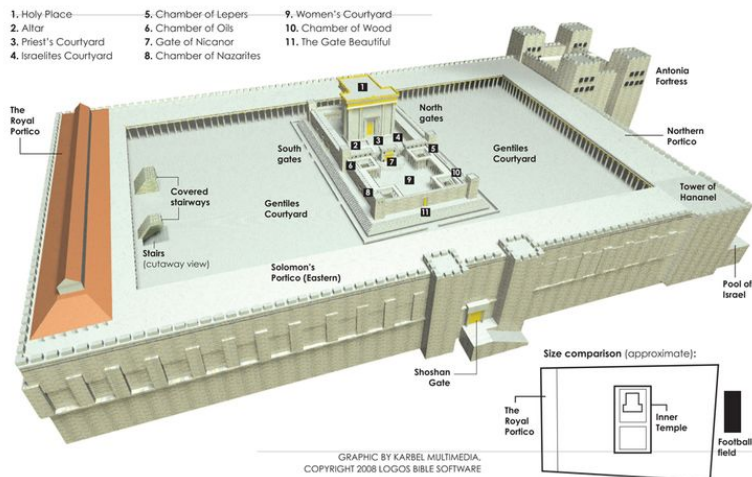 1. Holy Place
2. Altar
3. Priest's Courtyard
4. Israelites Courtyard
5. Chamber of Lepers
6. Chamber of Oils
7. Gate of Nicanor
8. Chamber of Nazarites
9. Women's Courtyard
10. Chamber of Wood
11. The Gate Beautiful
The
Royal
Portico
Antonia
Fortress
Northern
Portico
Tower of
Hananel
Pool of
Israel
North
gates
South
gates
Gentiles
Courtyard
Gentiles
Courtyard
Covered
stairways
Stairs
(cutaway view)
Solomon's
Portico (Eastern)
Shoshan
Gate
1
2
3
4
5
6
7
8
9
10
11
Size comparison (approximate):
The
Royal
Portico
Inner
Temple
Football
field
GRAPHIC BY KARBEL MULTIMEDIA,
COPYRIGHT 2008 LOGOS BIBLE SOFTWARE